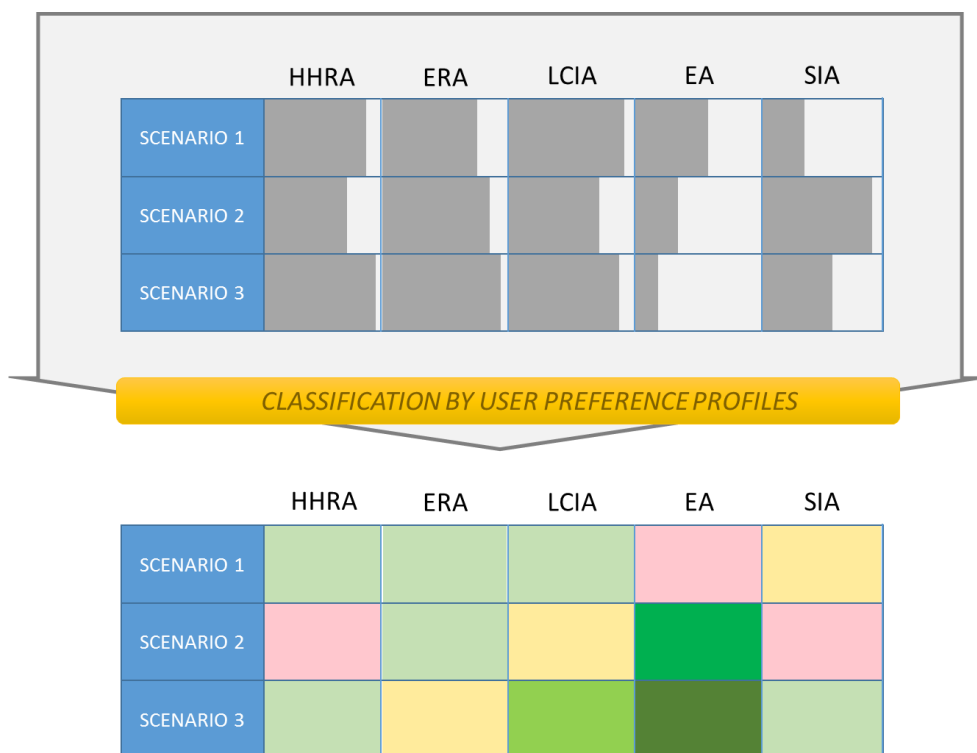 HHRA ERA LCIA EA SIA
SCENARIO 1
SCENARIO 2
SCENARIO 3
CLASSIFICATION BY USER PREFERENCE PROFILES
HHRA ERA LCIA EA SIA
SCENARIO 1
SCENARIO 2
SCENARIO 3